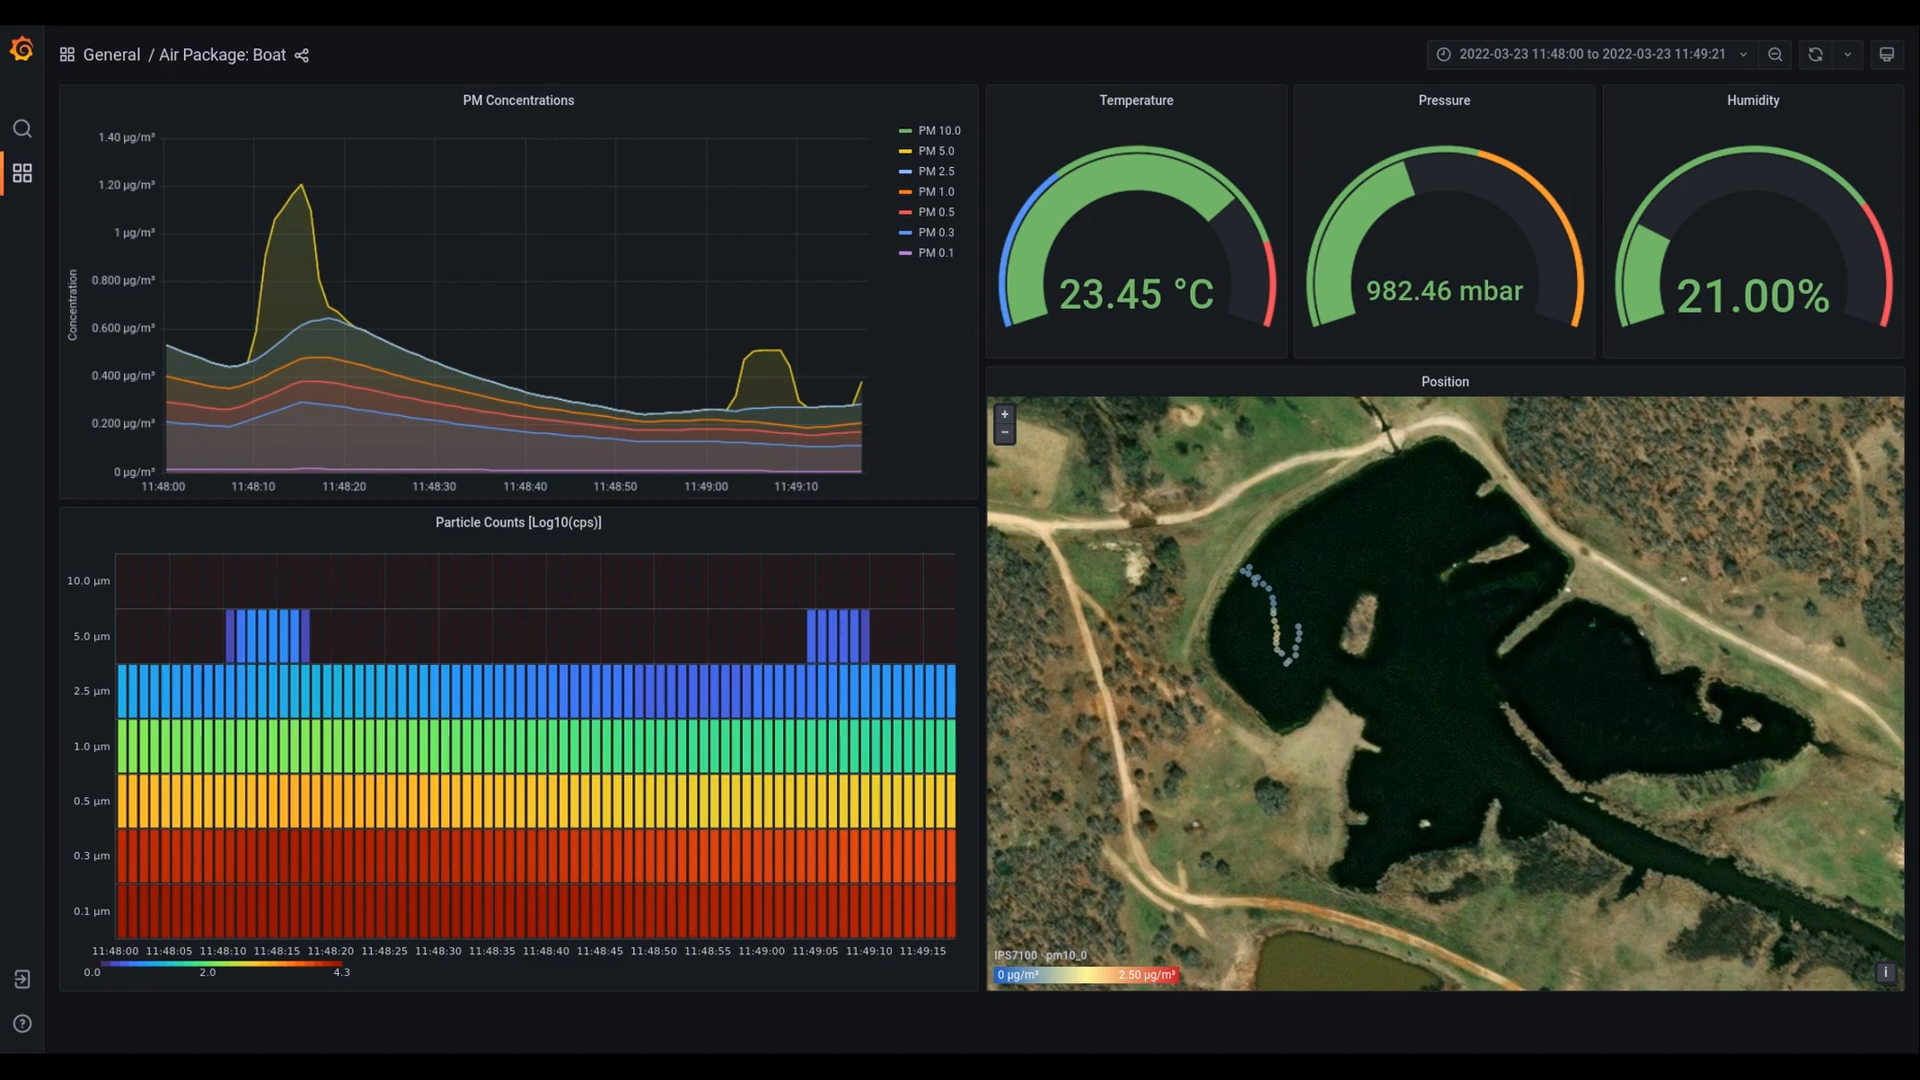 General / Air Package: Boat
2022-03-23 11:48:00 to 2022-03-23 11:49:21
PM Concentrations
Concentration
1.40 µg/m³
1.20 µg/m³
1 µg/m³
0.800 µg/m³
0.600 µg/m³
0.400 µg/m³
0.200 µg/m³
0 µg/m³
11:48:00 11:48:10 11:48:20 11:48:30 11:48:40 11:48:50 11:49:00 11:49:10
PM 10.0
PM 5.0
PM 2.5
PM 1.0
PM 0.5
PM 0.3
PM 0.1
Temperature
23.45 °C
Pressure
982.46 mbar
Humidity
21.00%
Particle Counts [Log10(cps)]
10.0 µm
5.0 µm
2.5 µm
1.0 µm
0.5 µm
0.3 µm
0.1 µm
11:48:00 11:48:05 11:48:10 11:48:15 11:48:20 11:48:25 11:48:30 11:48:35 11:48:40 11:48:45 11:48:50 11:48:55 11:49:00 11:49:05 11:49:10 11:49:15
0.0 2.0 4.3
Position
+
−
IPS7100 pm10_0
0 µg/m³ 2.50 µg/m³
i